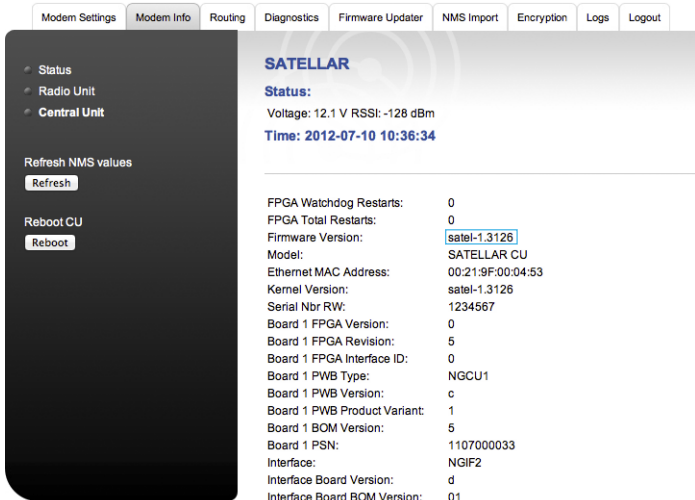 Modem Settings Modem Info Routing Diagnostics Firmware Updater NMS Import Encryption Logs Logout
Status
Radio Unit
Central Unit
Refresh NMS values
Refresh
Reboot CU
Reboot
SATELLAR
Status:
Voltage: 12.1 V RSSI: -128 dBm
Time: 2012-07-10 10:36:34
FPGA Watchdog Restarts: 0
FPGA Total Restarts: 0
Firmware Version: satel-1.3126
Model: SATELLAR CU
Ethernet MAC Address: 00:21:9F:00:04:53
Kernel Version: satel-1.3126
Serial Nbr RW: 1234567
Board 1 FPGA Version: 0
Board 1 FPGA Revision: 5
Board 1 FPGA Interface ID: 0
Board 1 PWB Type: NGCU1
Board 1 PWB Version: c
Board 1 PWB Product Variant: 1
Board 1 BOM Version: 5
Board 1 PSN: 1107000033
Interface: NGIF2
Interface Board Version: d
Interface Board BOM Version: 01